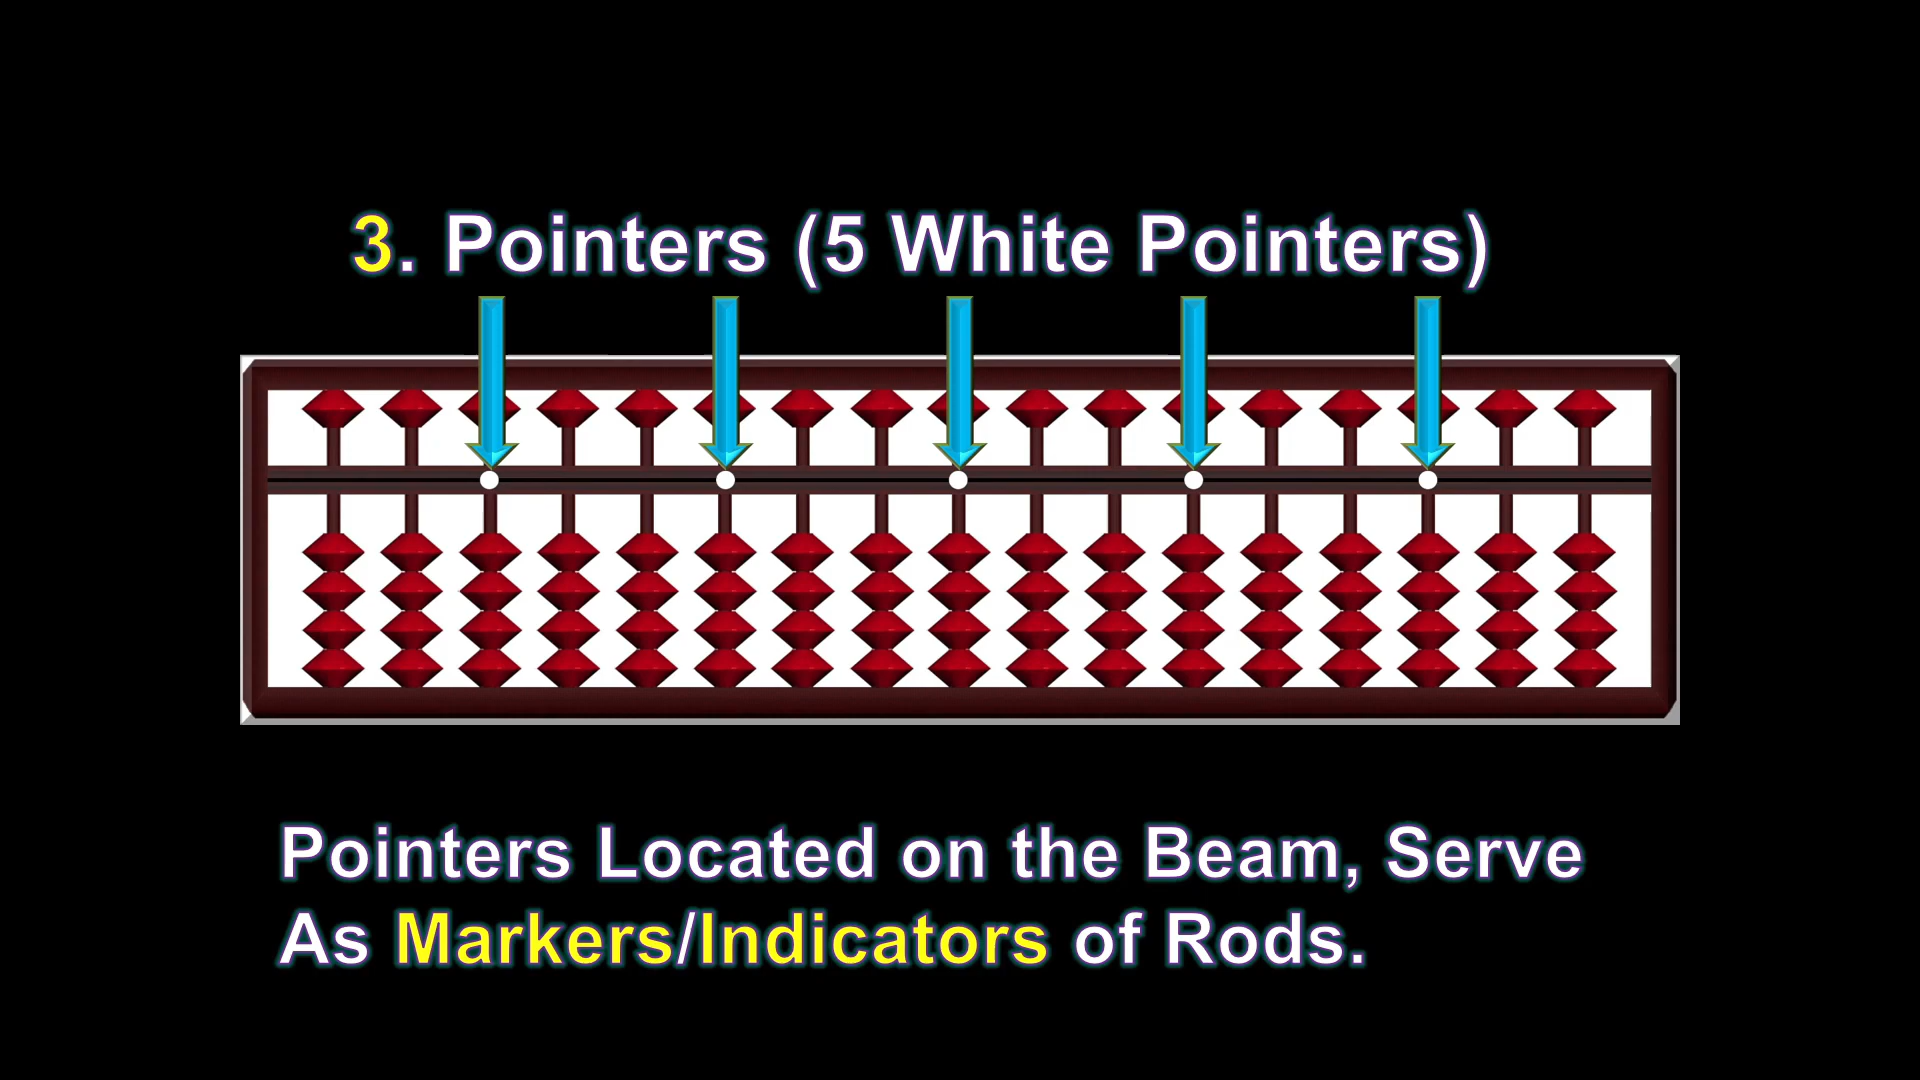 3. Pointers (5 White Pointers)
Pointers Located on the Beam, Serve
As Markers/Indicators of Rods.